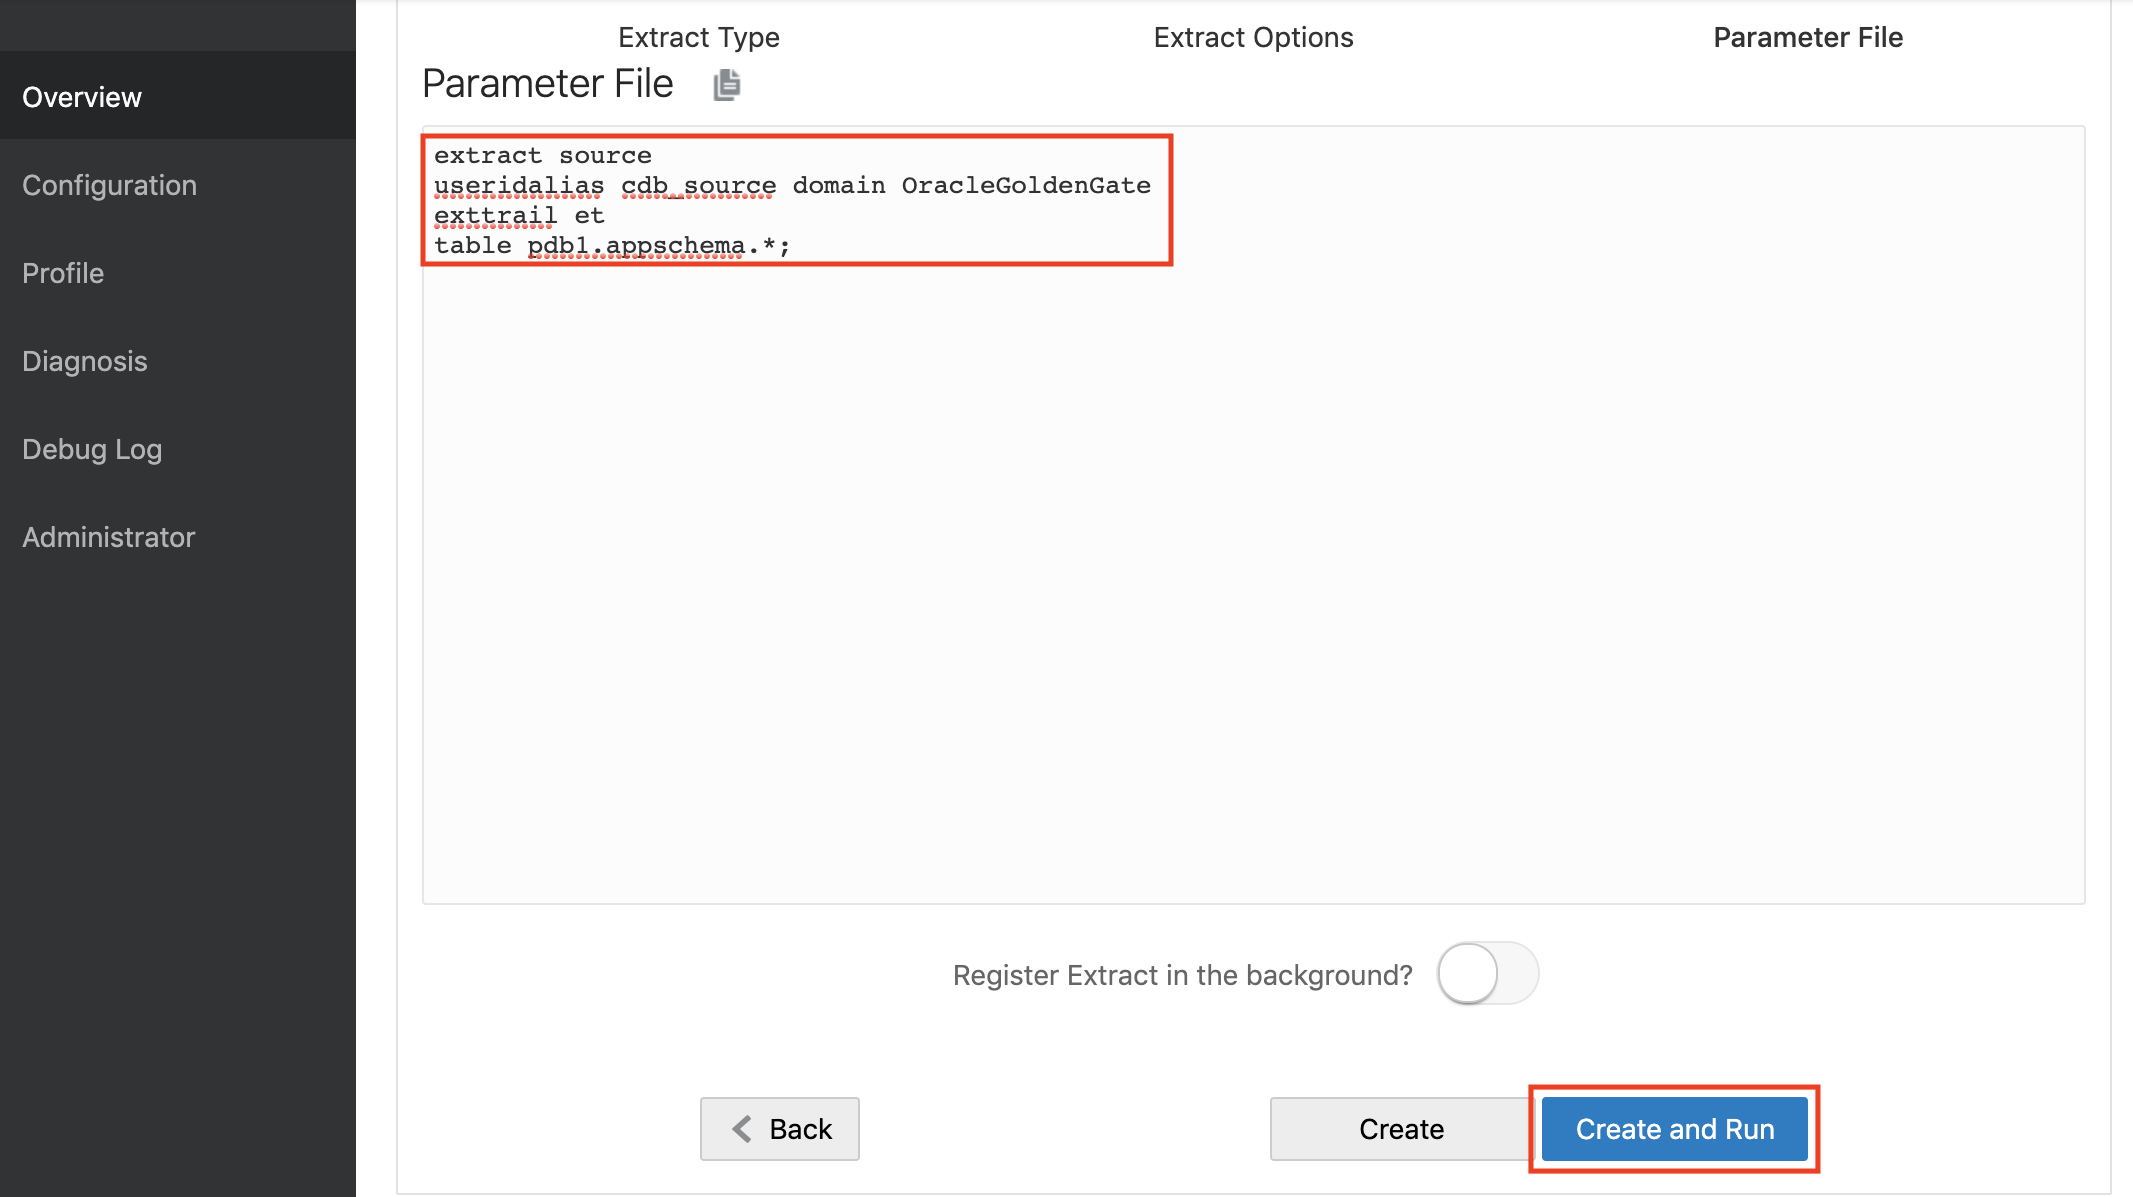 Overview
Configuration
Profile
Diagnosis
Debug Log
Administrator
Extract Type
Extract Options
Parameter File
Parameter File
extract source
useridalias cdb_source domain OracleGoldenGate
exttrail et
table pdb1.appschema.*;
Register Extract in the background?
Back
Create
Create and Run